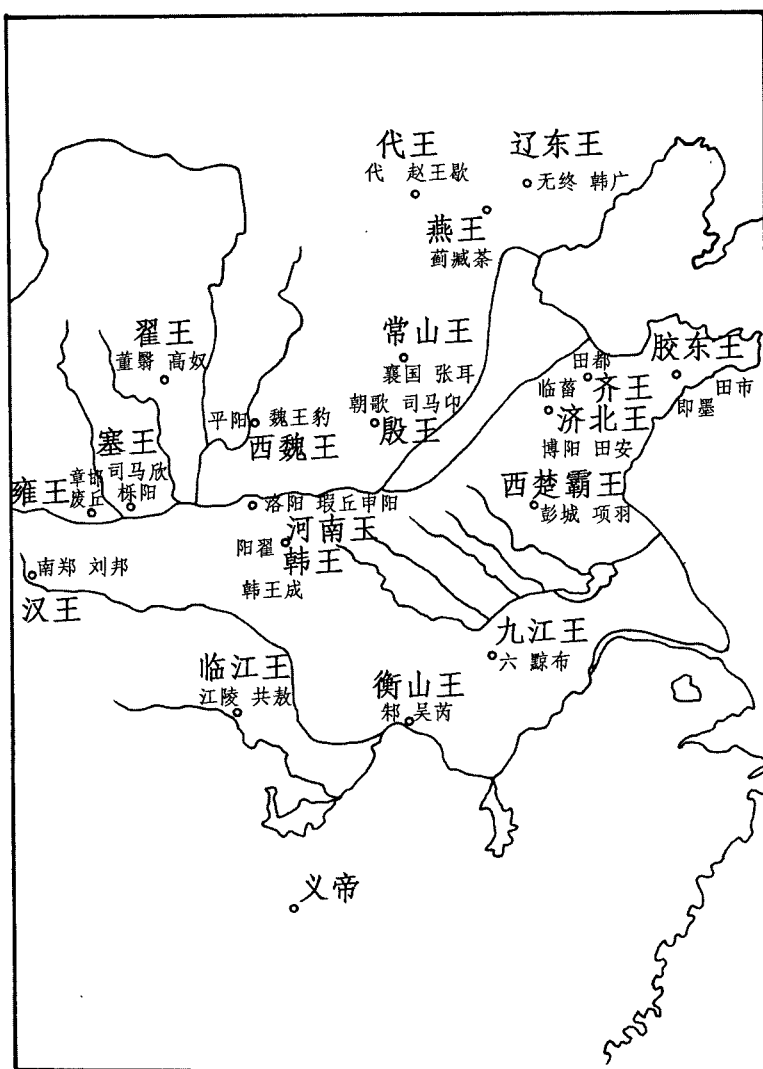 代王
代 赵王歇
辽东王
无终 韩广
燕王
蓟臧荼
翟王
董翳 高奴
常山王
襄国 张耳
田都
临菑 齐王
胶东王
田市
即墨
济北王
博阳 田安
朝歌 司马卬
殷王
平阳 魏王豹
西魏王
塞王
章邯 司马欣
雍王 废丘 栎阳
西楚霸王
彭城 项羽
洛阳 瑕丘申阳
河南王
阳翟 韩王
韩王成
南郑 刘邦
汉王
九江王
六 黥布
临江王
江陵 共敖
衡山王
邾 吴芮
义帝